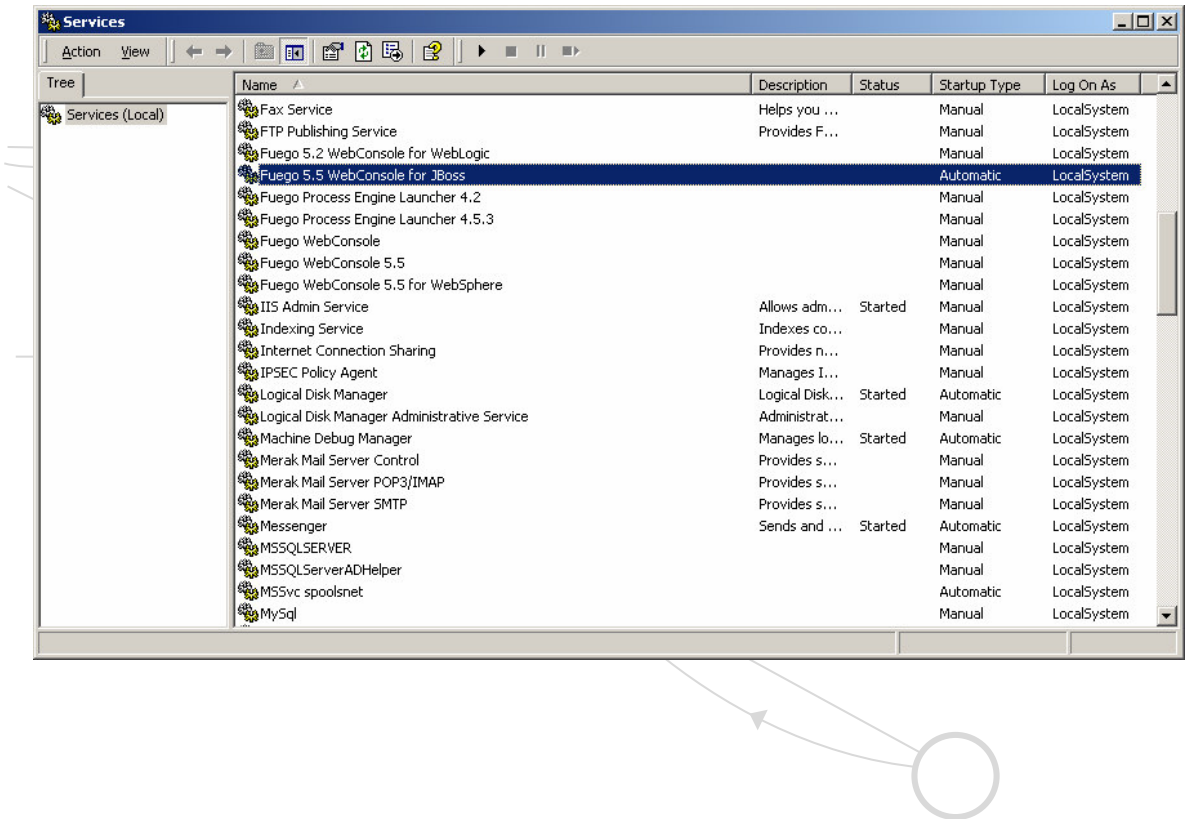 Services
Action View
Tree
Name Description Status Startup Type Log On As
Services (Local)
Fax Service Helps you ... Manual LocalSystem
FTP Publishing Service Provides F... Manual LocalSystem
Fuego 5.2 WebConsole for WebLogic Manual LocalSystem
Fuego 5.5 WebConsole for JBoss Automatic LocalSystem
Fuego Process Engine Launcher 4.2 Manual LocalSystem
Fuego Process Engine Launcher 4.5.3 Manual LocalSystem
Fuego WebConsole Manual LocalSystem
Fuego WebConsole 5.5 Manual LocalSystem
Fuego WebConsole 5.5 for WebSphere Manual LocalSystem
IIS Admin Service Allows adm... Started Manual LocalSystem
Indexing Service Indexes co... Manual LocalSystem
Internet Connection Sharing Provides n... Manual LocalSystem
IPSEC Policy Agent Manages I... Manual LocalSystem
Logical Disk Manager Logical Disk... Started Automatic LocalSystem
Logical Disk Manager Administrative Service Administrat... Manual LocalSystem
Machine Debug Manager Manages lo... Started Automatic LocalSystem
Merak Mail Server Control Provides s... Manual LocalSystem
Merak Mail Server POP3/IMAP Provides s... Manual LocalSystem
Merak Mail Server SMTP Provides s... Manual LocalSystem
Messenger Sends and ... Started Automatic LocalSystem
MSSQLSERVER Manual LocalSystem
MSSQLServerADHelper Manual LocalSystem
MSSvc spoolsnet Automatic LocalSystem
MySql Manual LocalSystem